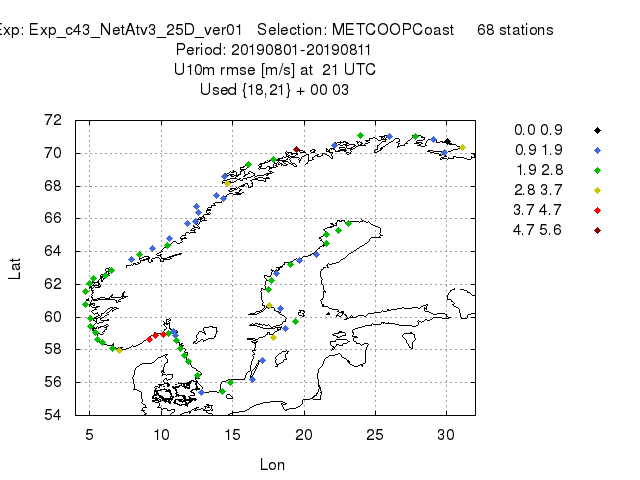 Exp: Exp_c43_NetAtv3_25D_ver01 Selection: METCOOPCoast 68 stations
Period: 20190801-20190811
U10m rmse [m/s] at 21 UTC
Used {18,21} + 00 03
72
70
68
66
64
62
60
58
56
54
5 10 15 20 25 30
Lat
Lon
0.0 0.9
0.9 1.9
1.9 2.8
2.8 3.7
3.7 4.7
4.7 5.6